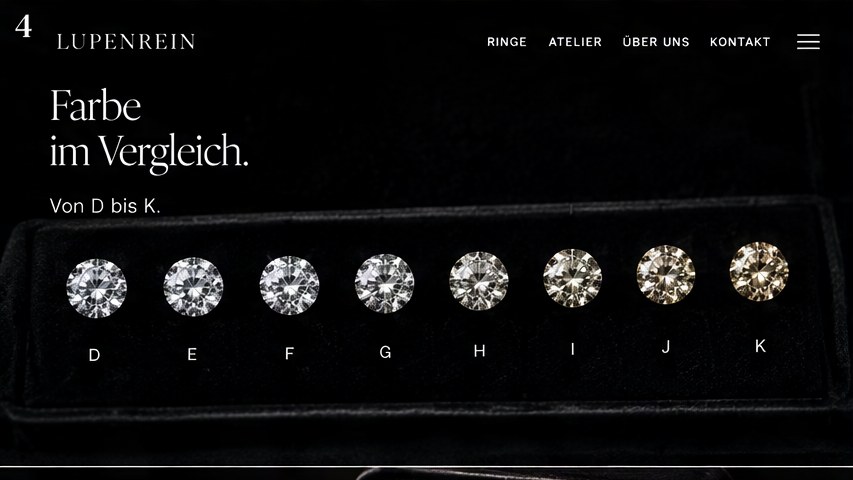 4
LUPENREIN
RINGE ATELIER ÜBER UNS KONTAKT
Farbe
im Vergleich.
Von D bis K.
D E F G H I J K